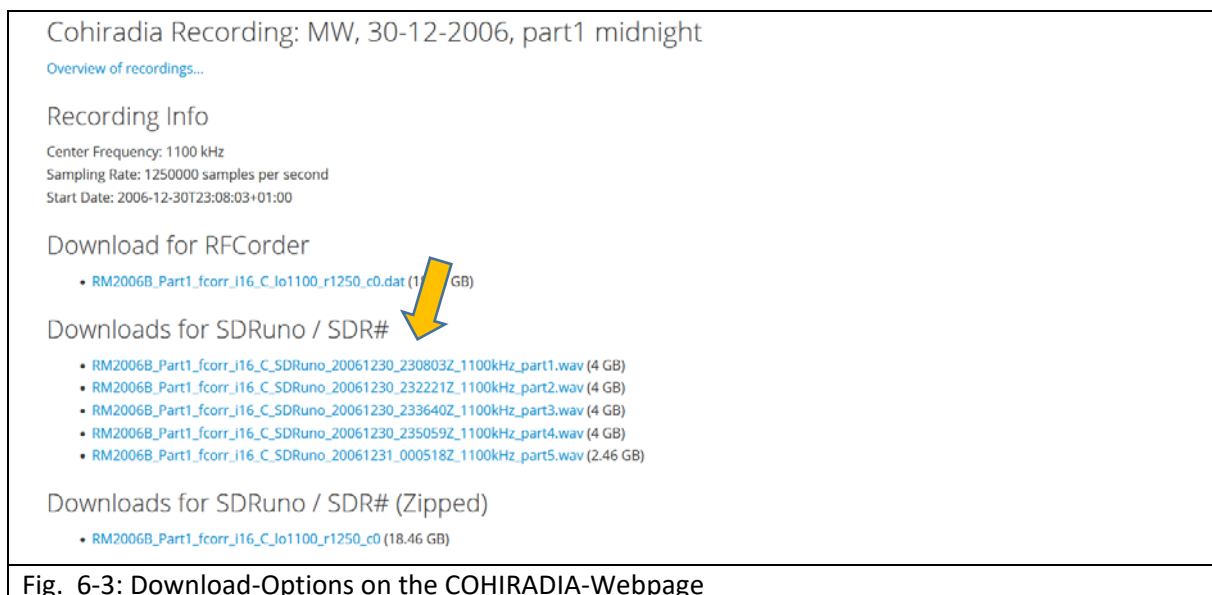 Cohiradia Recording: MW, 30-12-2006, part1 midnight
Overview of recordings...
Recording Info
Center Frequency: 1100 kHz
Sampling Rate: 1250000 samples per second
Start Date: 2006-12-30T23:08:03+01:00
Download for RFCorder
• RM2006B_Part1_fcorr_i16_C_lo1100_r1250_c0.dat GB)
Downloads for SDRuno / SDR#
• RM2006B_Part1_fcorr_i16_C_SDRuno_20061230_230803Z_1100kHz_part1.wav (4 GB)
• RM2006B_Part1_fcorr_i16_C_SDRuno_20061230_232221Z_1100kHz_part2.wav (4 GB)
• RM2006B_Part1_fcorr_i16_C_SDRuno_20061230_233640Z_1100kHz_part3.wav (4 GB)
• RM2006B_Part1_fcorr_i16_C_SDRuno_20061230_235059Z_1100kHz_part4.wav (4 GB)
• RM2006B_Part1_fcorr_i16_C_SDRuno_20061231_000518Z_1100kHz_part5.wav (2.46 GB)
Downloads for SDRuno / SDR# (Zipped)
• RM2006B_Part1_fcorr_i16_C_lo1100_r1250_c0 (18.46 GB)
Fig. 6-3: Download-Options on the COHIRADIA-Webpage